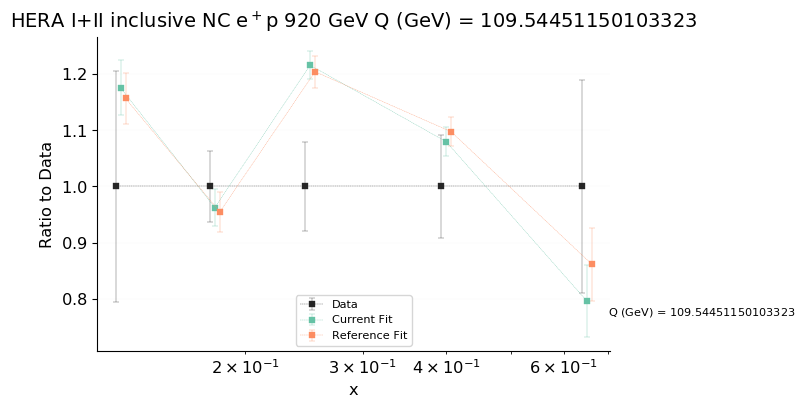 HERA I+II inclusive NC e⁺p 920 GeV Q (GeV) = 109.54451150103323
Ratio to Data
1.2
1.1
1.0
0.9
0.8
Data
Current Fit
Reference Fit
Q (GeV) = 109.54451150103323
2 × 10⁻¹ 3 × 10⁻¹ 4 × 10⁻¹ 6 × 10⁻¹
x